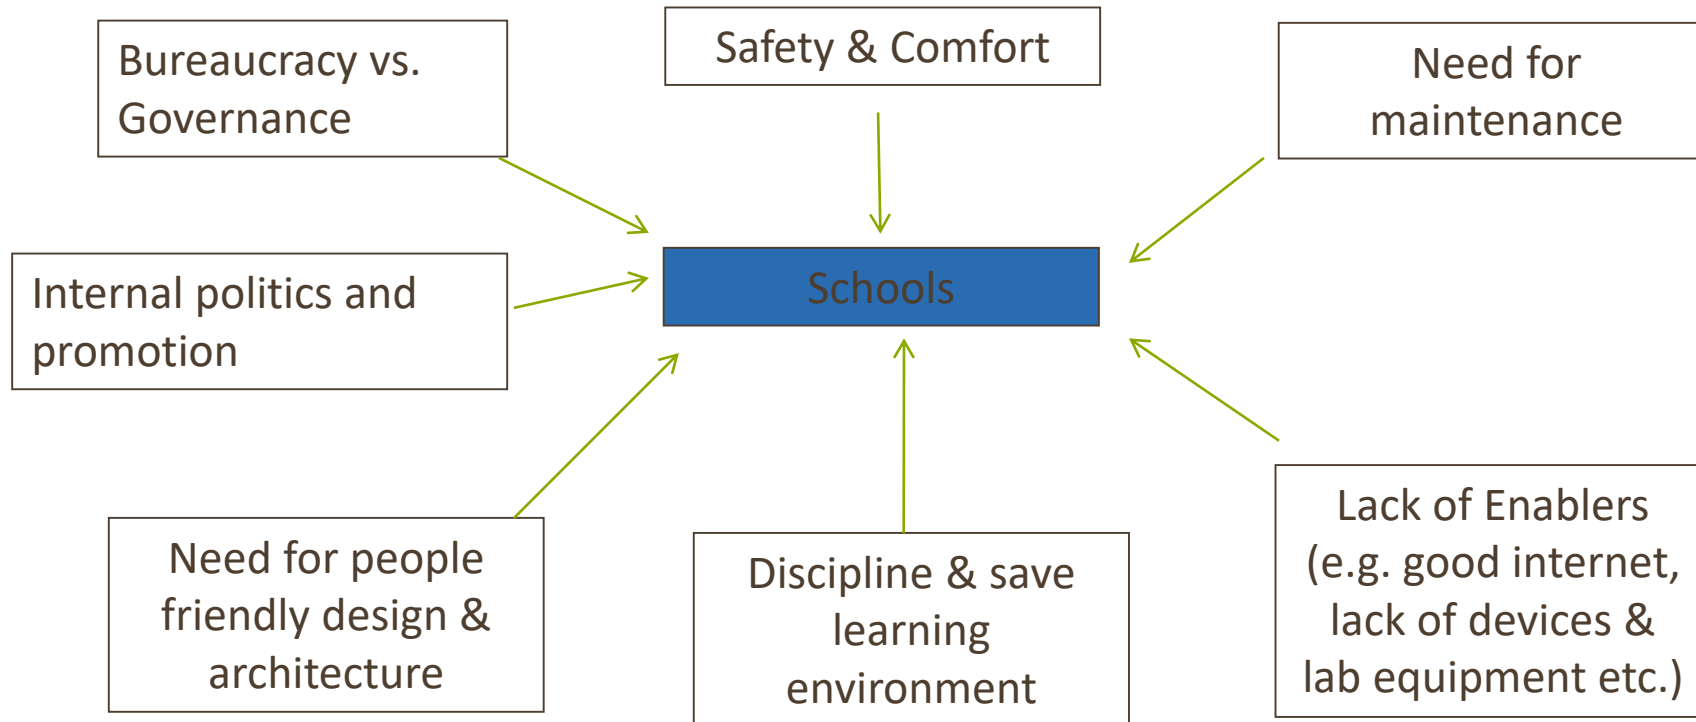 Bureaucracy vs.
Governance
Safety & Comfort
Need for
maintenance
Internal politics and
promotion
Schools
Need for people
friendly design &
architecture
Discipline & save
learning
environment
Lack of Enablers
(e.g. good internet,
lack of devices &
lab equipment etc.)